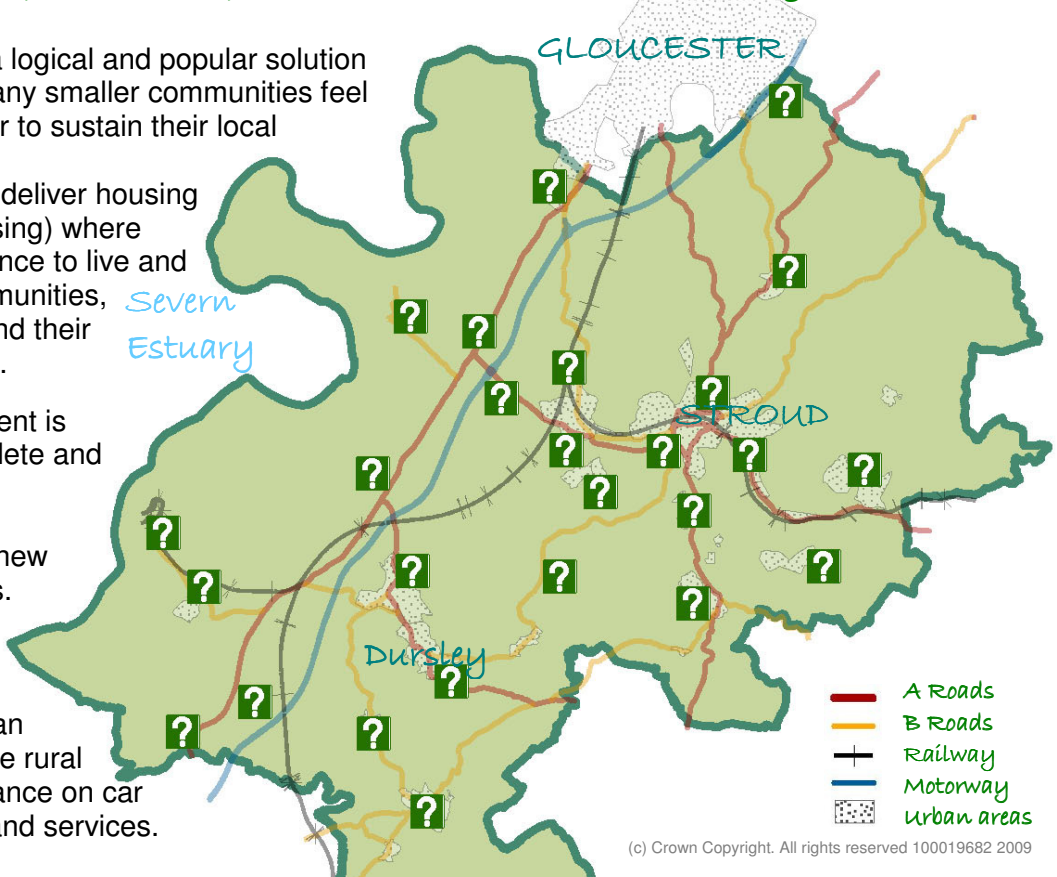 a logical and popular solution
any smaller communities feel
r to sustain their local
deliver housing
sing) where
nce to live and
munities,
nd their
.
ent is
lete and
new
s.
an
e rural
ance on car
and services.
GLOUCESTER
Severn
Estuary
STROUD
Dursley
A Roads
B Roads
Railway
Motorway
Urban areas
(c) Crown Copyright. All rights reserved 100019682 2009
? ? ? ? ? ? ? ? ? ? ? ? ? ? ? ? ? ? ? ? ? ? ? ? ?